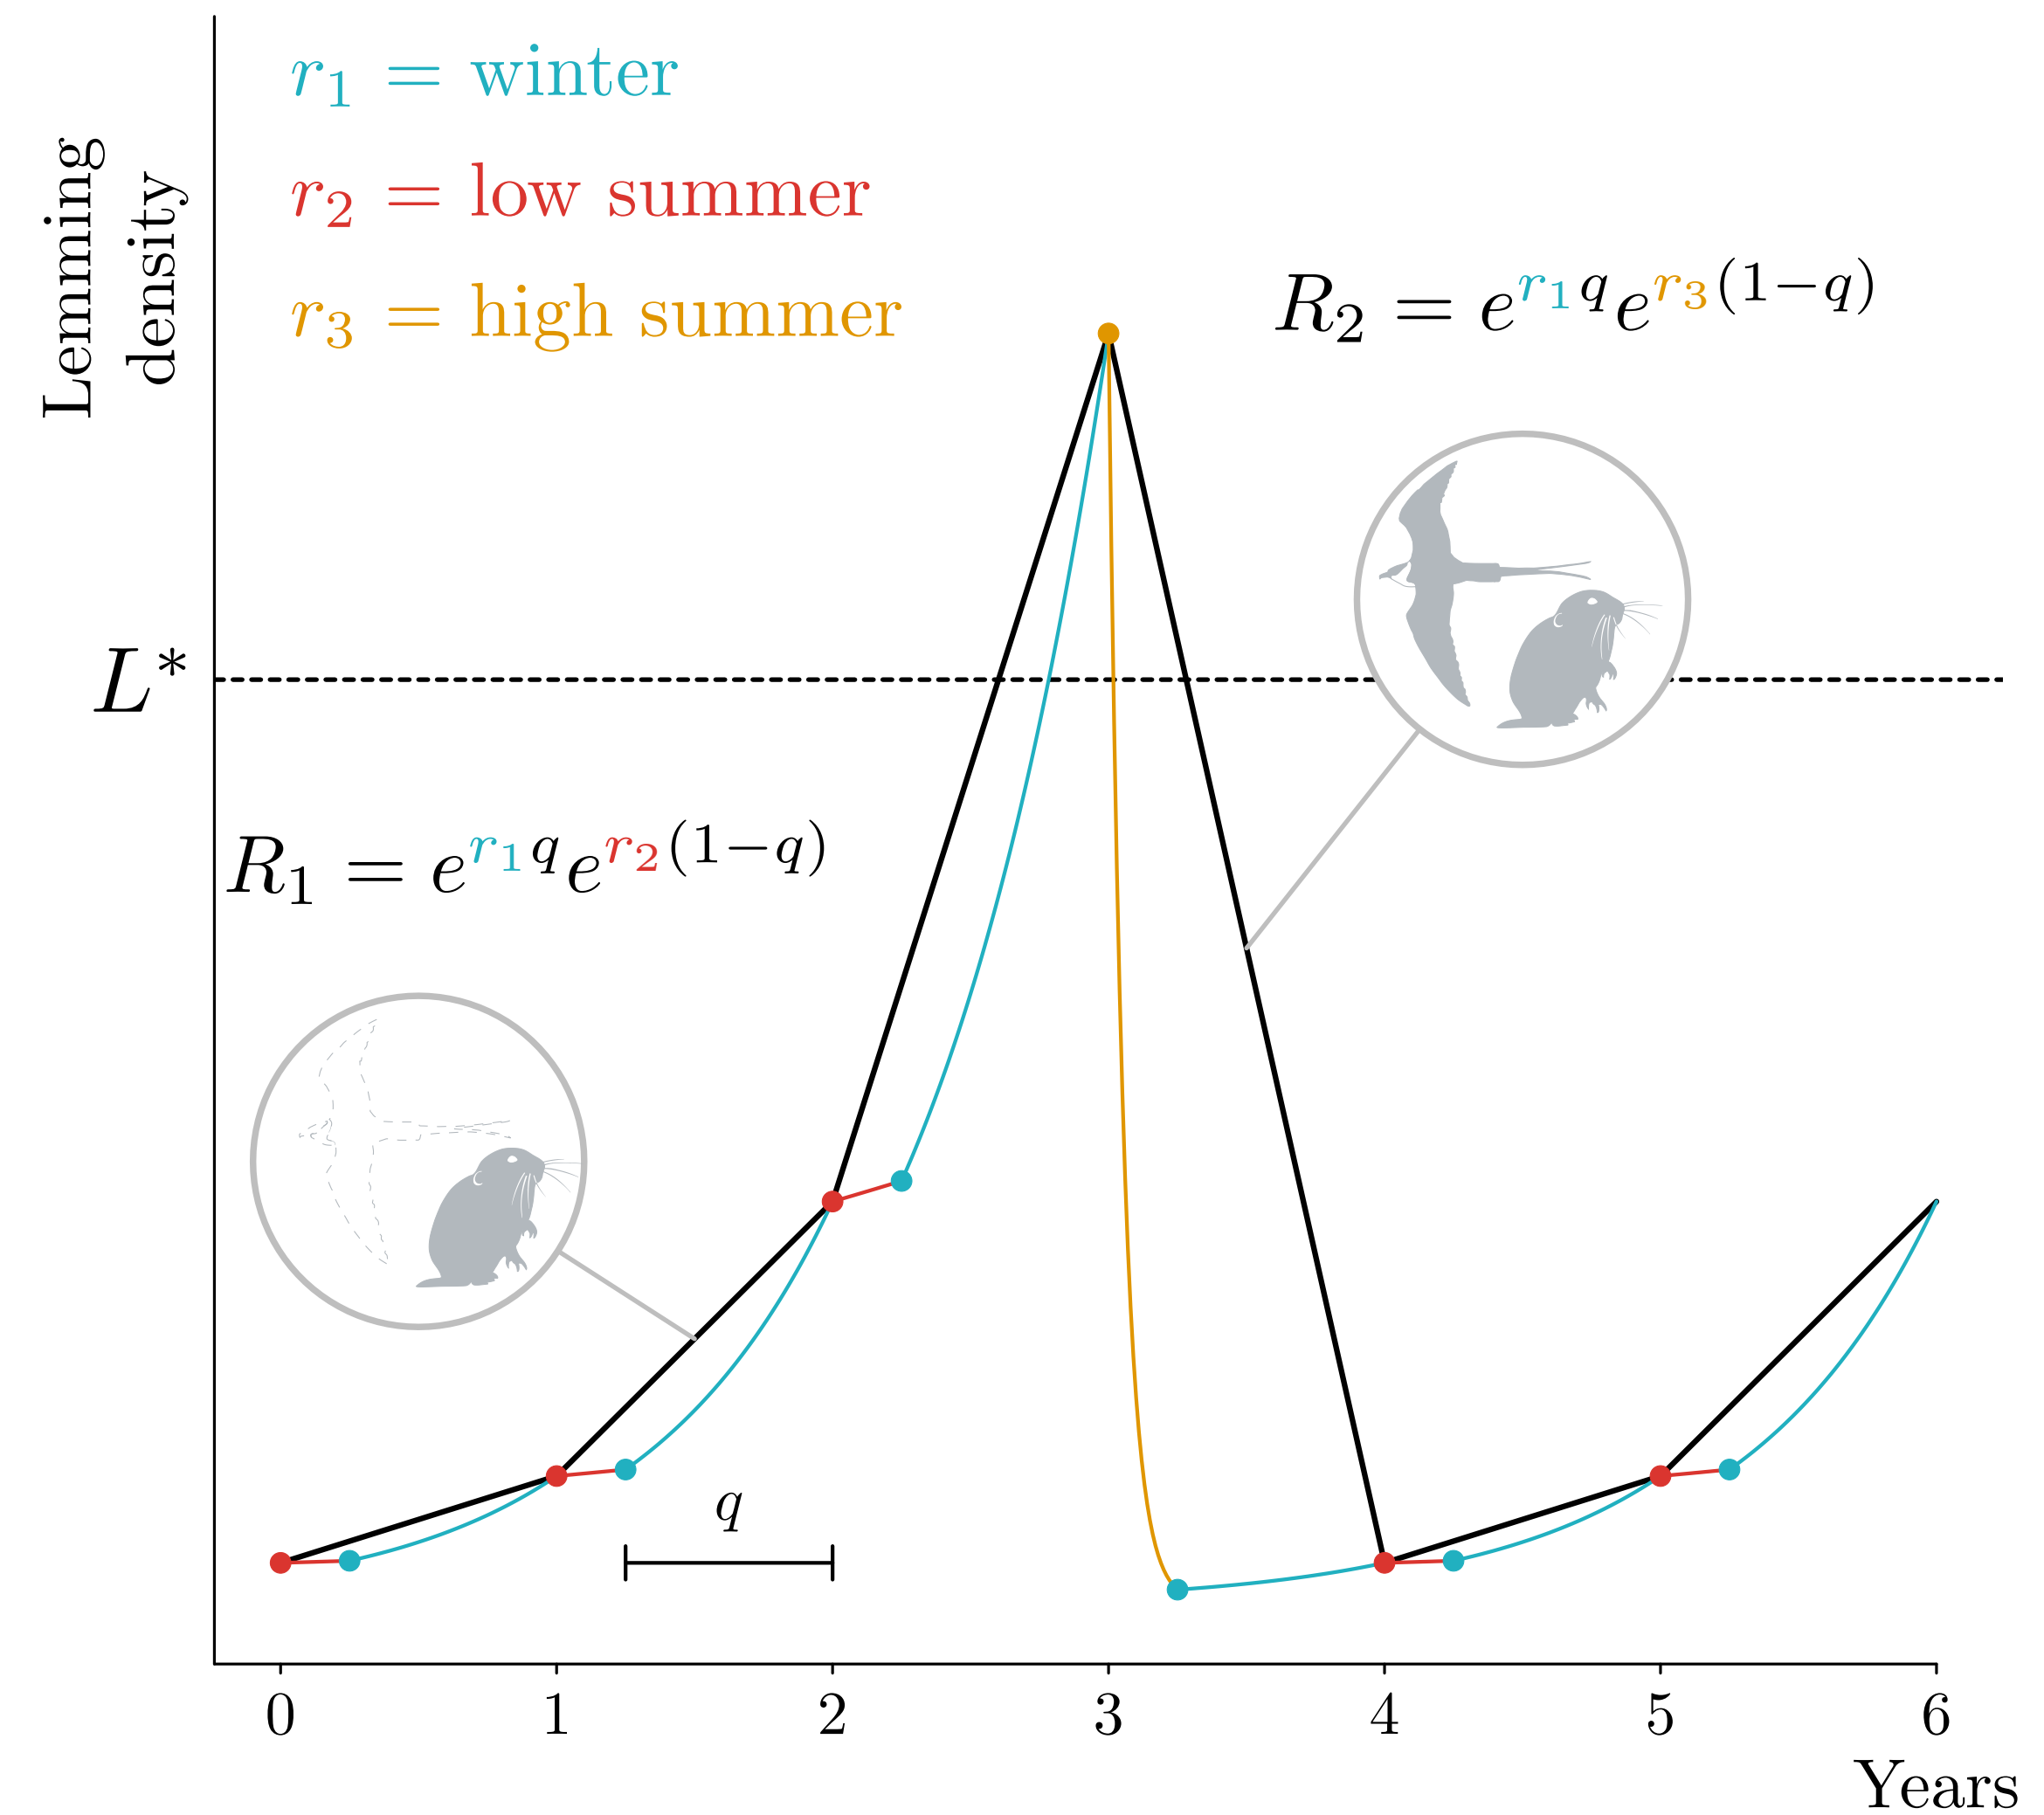 r₁ = winter
r₂ = low summer
r₃ = high summer
Lemming
density
R₂ = e^{r₁q}e^{r₃(1−q)}
L*
R₁ = e^{r₁q}e^{r₂(1−q)}
q
0 1 2 3 4 5 6
Years